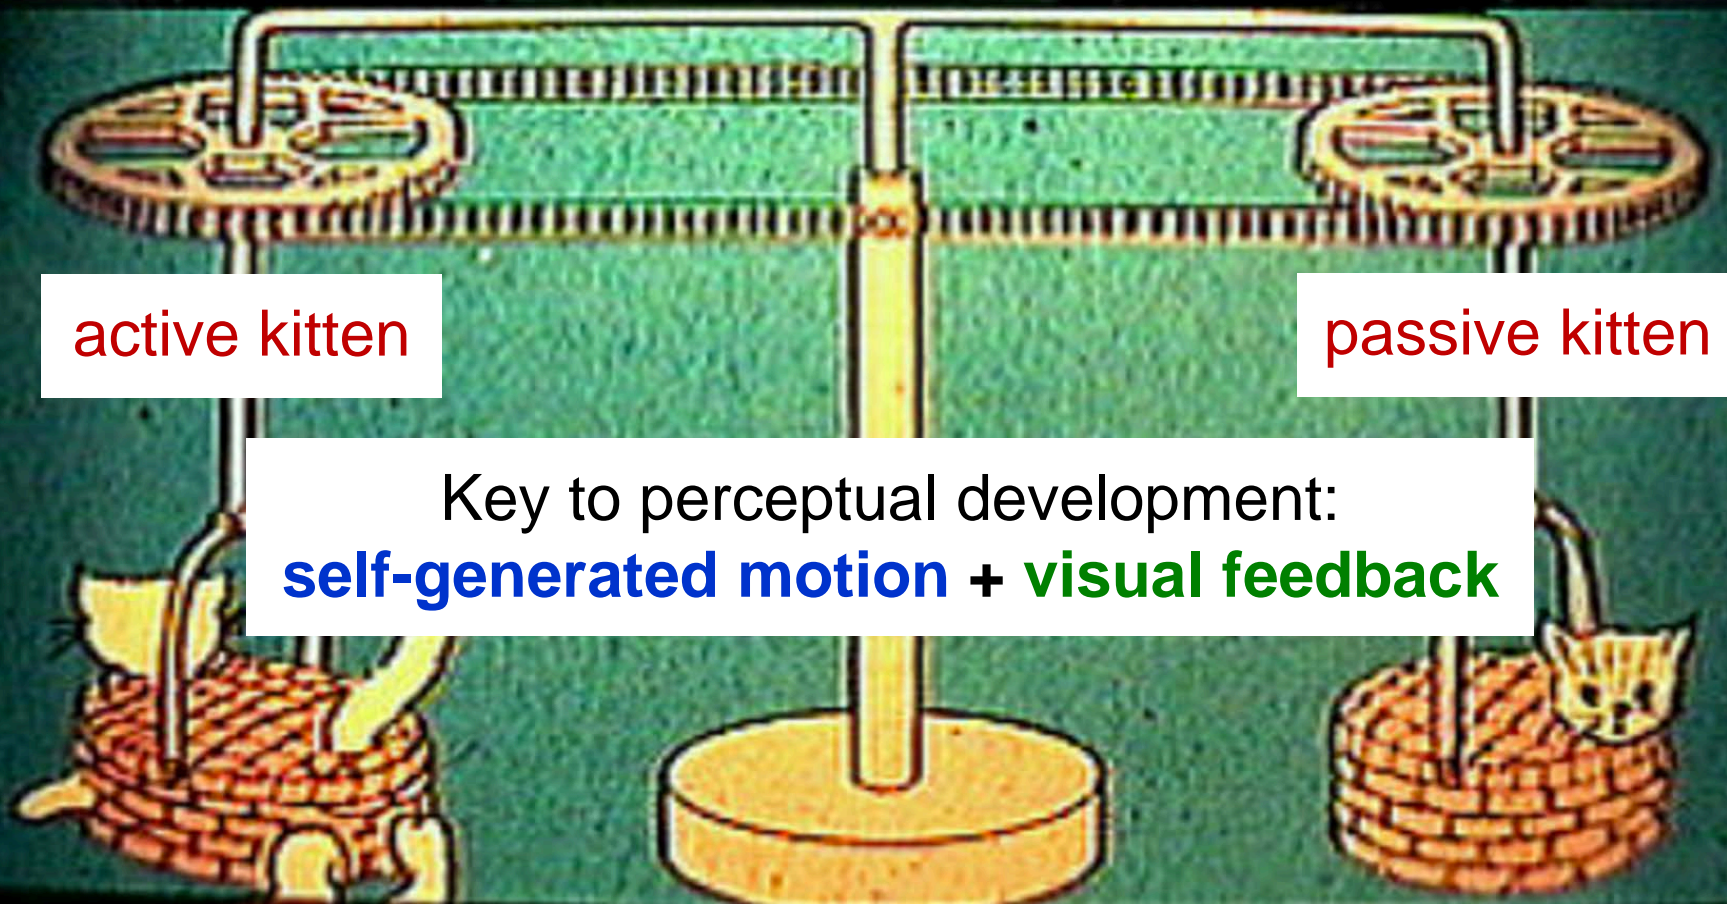 active kitten
passive kitten
Key to perceptual development:
self-generated motion + visual feedback